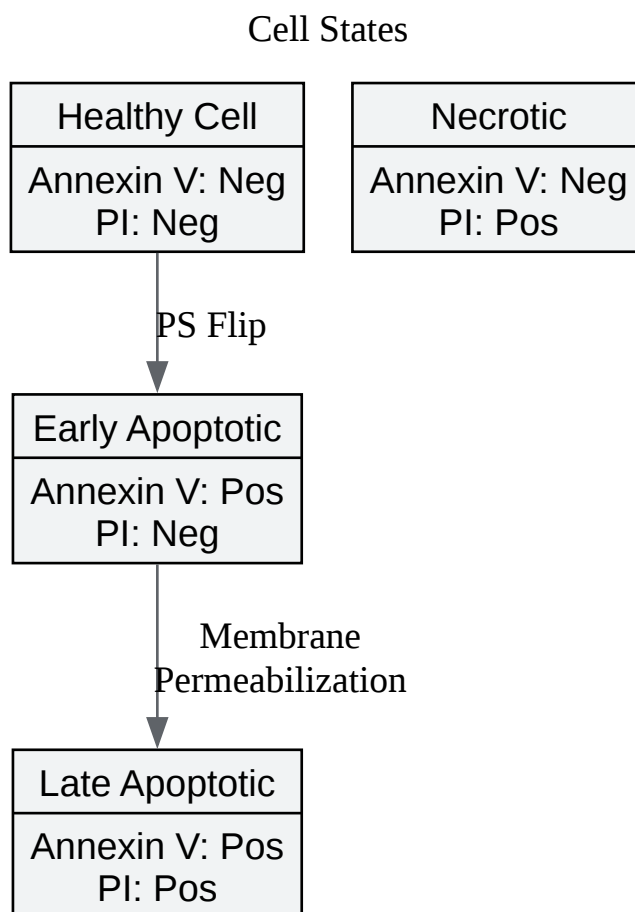 Cell States
Healthy Cell
Annexin V: Neg
PI: Neg
Necrotic
Annexin V: Neg
PI: Pos
PS Flip
Early Apoptotic
Annexin V: Pos
PI: Neg
Membrane
Permeabilization
Late Apoptotic
Annexin V: Pos
PI: Pos